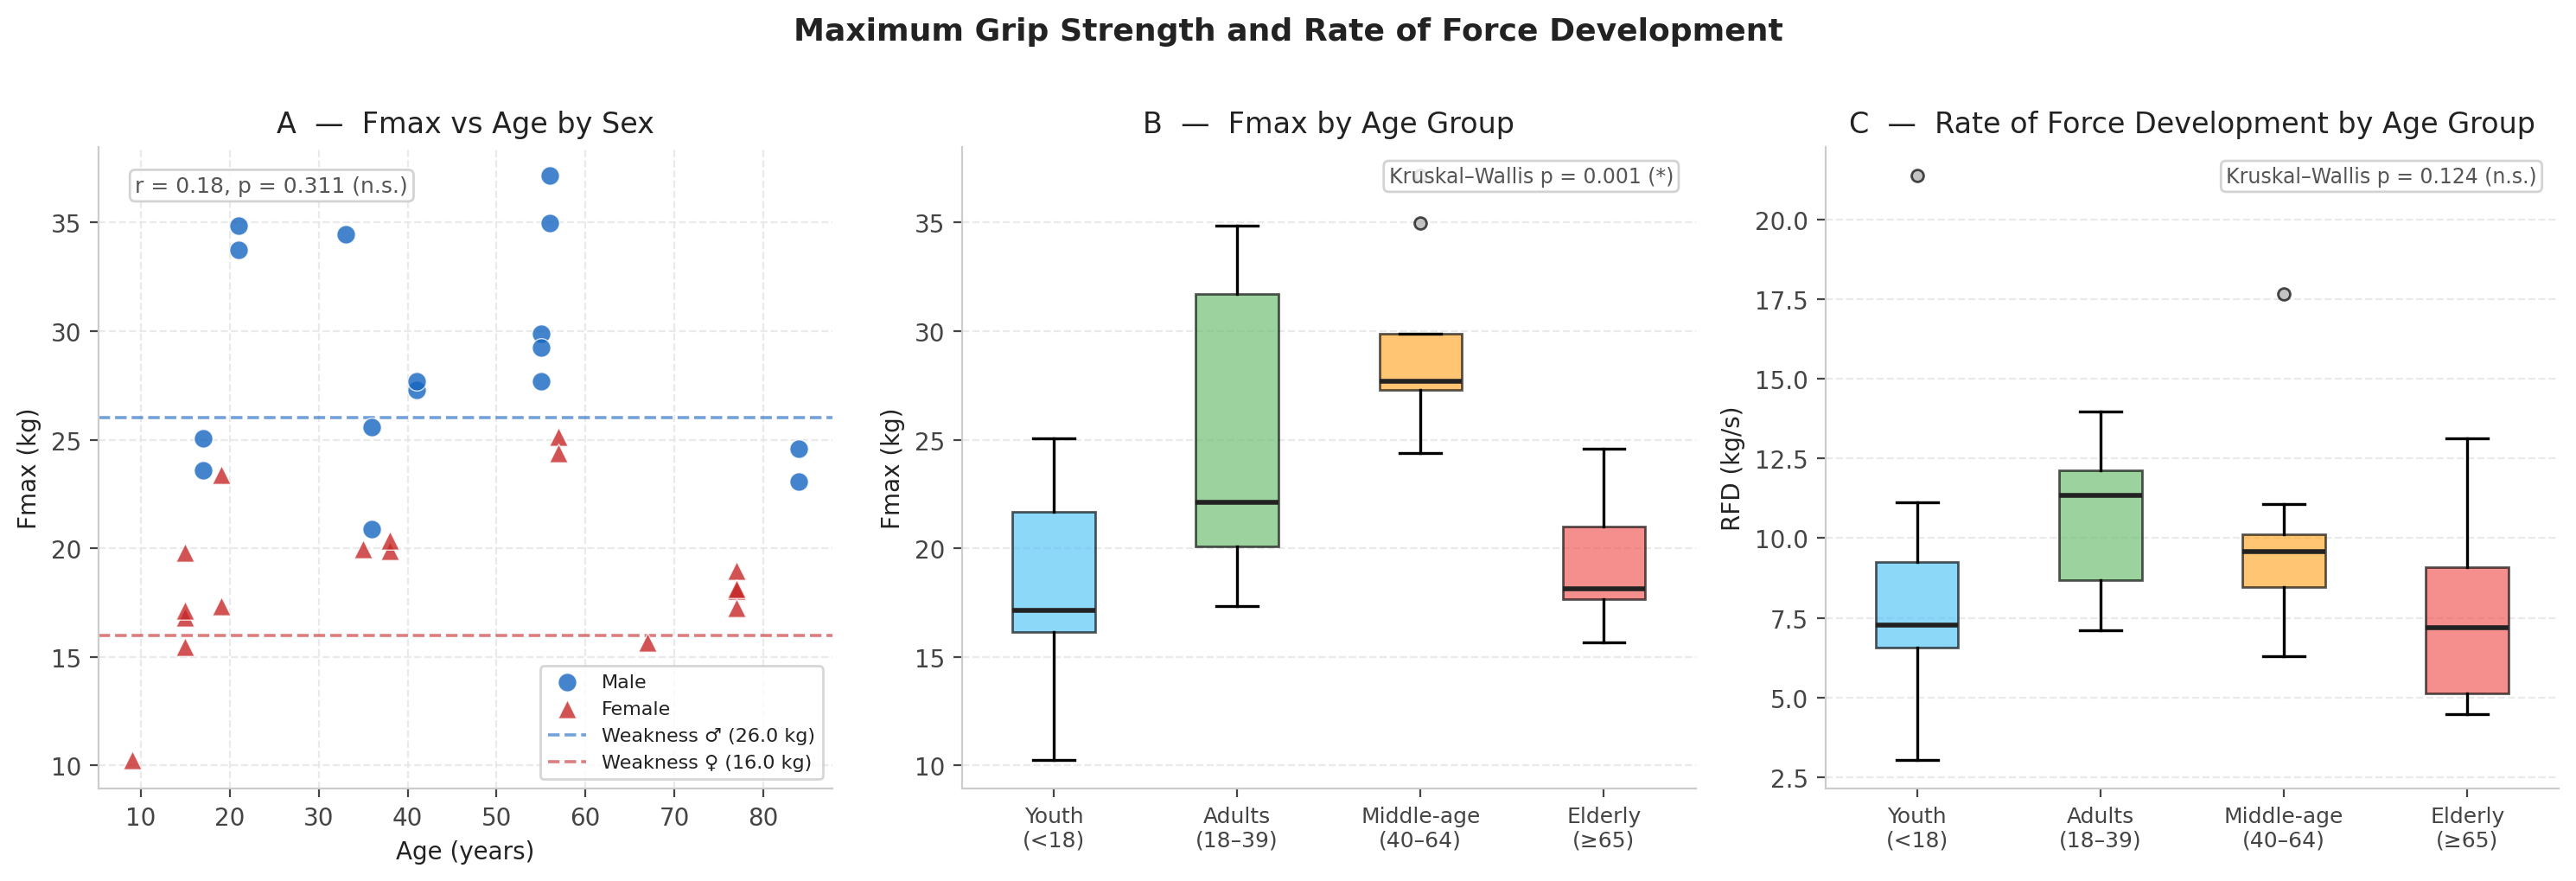 Maximum Grip Strength and Rate of Force Development
A — Fmax vs Age by Sex
r = 0.18, p = 0.311 (n.s.)
Fmax (kg)
35
30
25
20
15
10
Male
Female
Weakness ♂ (26.0 kg)
Weakness ♀ (16.0 kg)
10 20 30 40 50 60 70 80
Age (years)
B — Fmax by Age Group
Kruskal–Wallis p = 0.001 (*)
Fmax (kg)
35
30
25
20
15
10
Youth
(<18)
Adults
(18–39)
Middle-age
(40–64)
Elderly
(≥65)
C — Rate of Force Development by Age Group
Kruskal–Wallis p = 0.124 (n.s.)
RFD (kg/s)
20.0
17.5
15.0
12.5
10.0
7.5
5.0
2.5
Youth
(<18)
Adults
(18–39)
Middle-age
(40–64)
Elderly
(≥65)